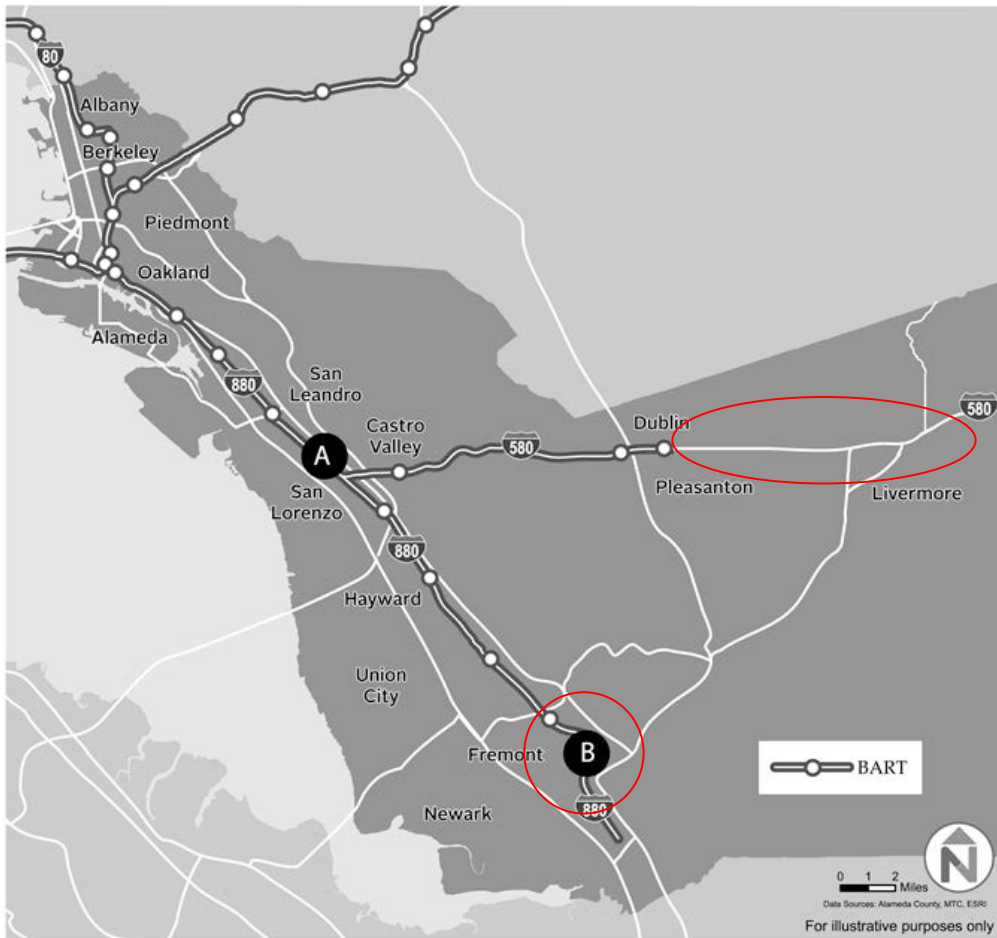 80
Albany
Berkeley
Piedmont
Oakland
Alameda
880
San
Leandro
Castro
Valley
A
580
Dublin
580
San
Lorenzo
Pleasanton
Livermore
880
Hayward
Union
City
Fremont
B
880
Newark
BART
N
0 1 2
Miles
Data Sources: Alameda County, MTC, ESRI
For illustrative purposes only